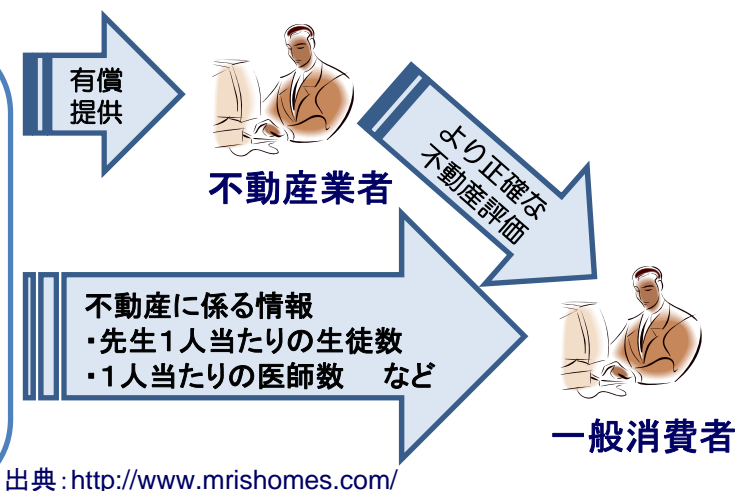 有償
提供
不動産業者
より正確な
不動産評価
不動産に係る情報
・先生1人当たりの生徒数
・1人当たりの医師数　など
一般消費者
出典：http://www.mrishomes.com/